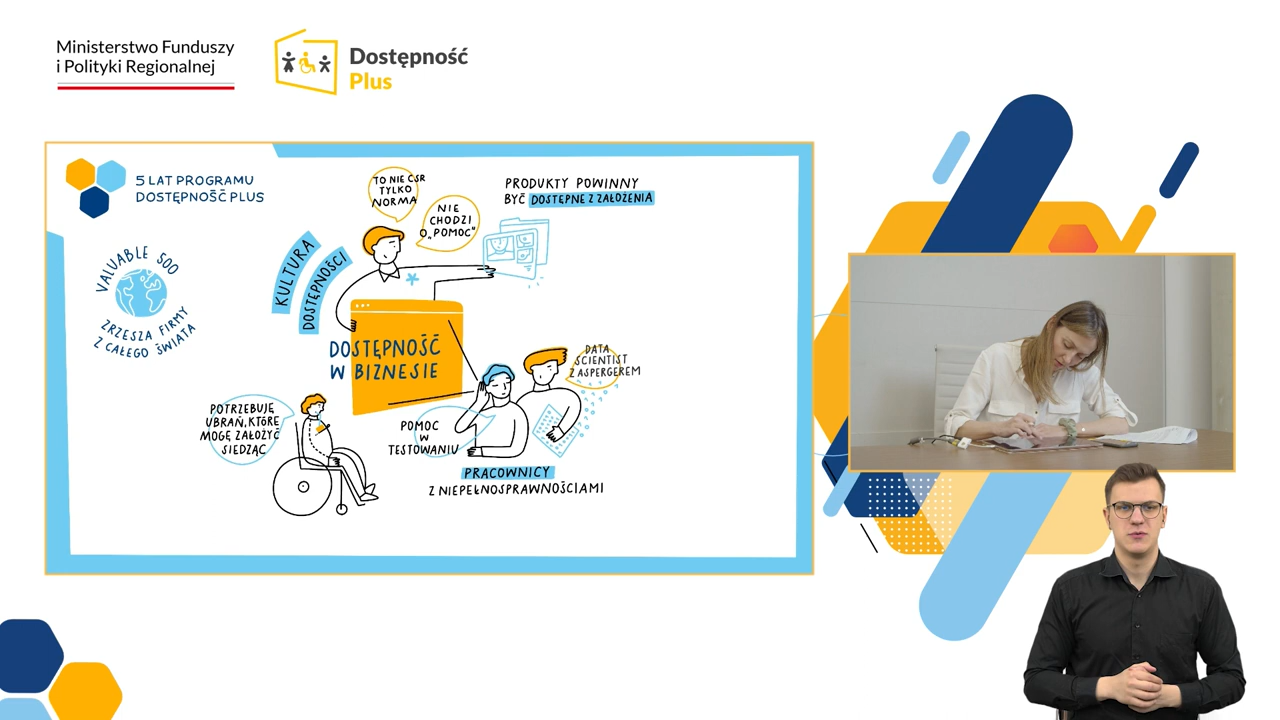 Ministerstwo Funduszy
i Polityki Regionalnej
Dostępność
Plus
5 LAT PROGRAMU
DOSTĘPNOŚĆ PLUS
VALUABLE 500
ZRZESZA FIRMY
Z CAŁEGO ŚWIATA
KULTURA
DOSTĘPNOŚCI
TO NIE CSR
TYLKO
NORMA
NIE
CHODZI
O „POMOC"
PRODUKTY POWINNY
BYĆ DOSTĘPNE Z ZAŁOŻENIA
DOSTĘPNOŚĆ
W BIZNESIE
DATA
SCIENTIST
Z ASPERGEREM
POTRZEBUJĘ
UBRAŃ, KTÓRE
MOGĘ ZAŁOŻYĆ
SIEDZĄC
POMOC
W
TESTOWANIU
PRACOWNICY
Z NIEPEŁNOSPRAWNOŚCIAMI